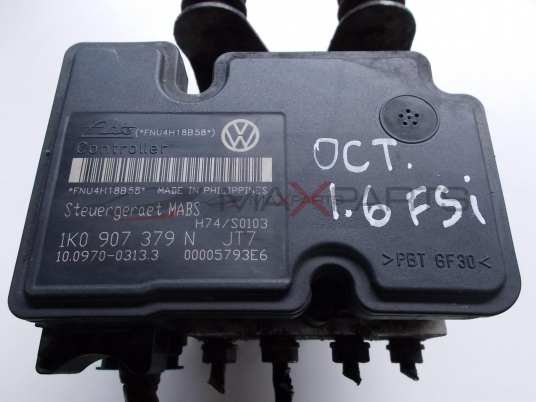 Ate (*FNU4H18B58*)
Controller
*FNU4H18B58* MADE IN PHILIPPINES
Steuergeraet MABS
H74/S0103
1K0 907 379 N JT7
10.0970-0313.3 00005793E6
OCT.
1.6 FSi
MAXPARTS
>PBT GF30<